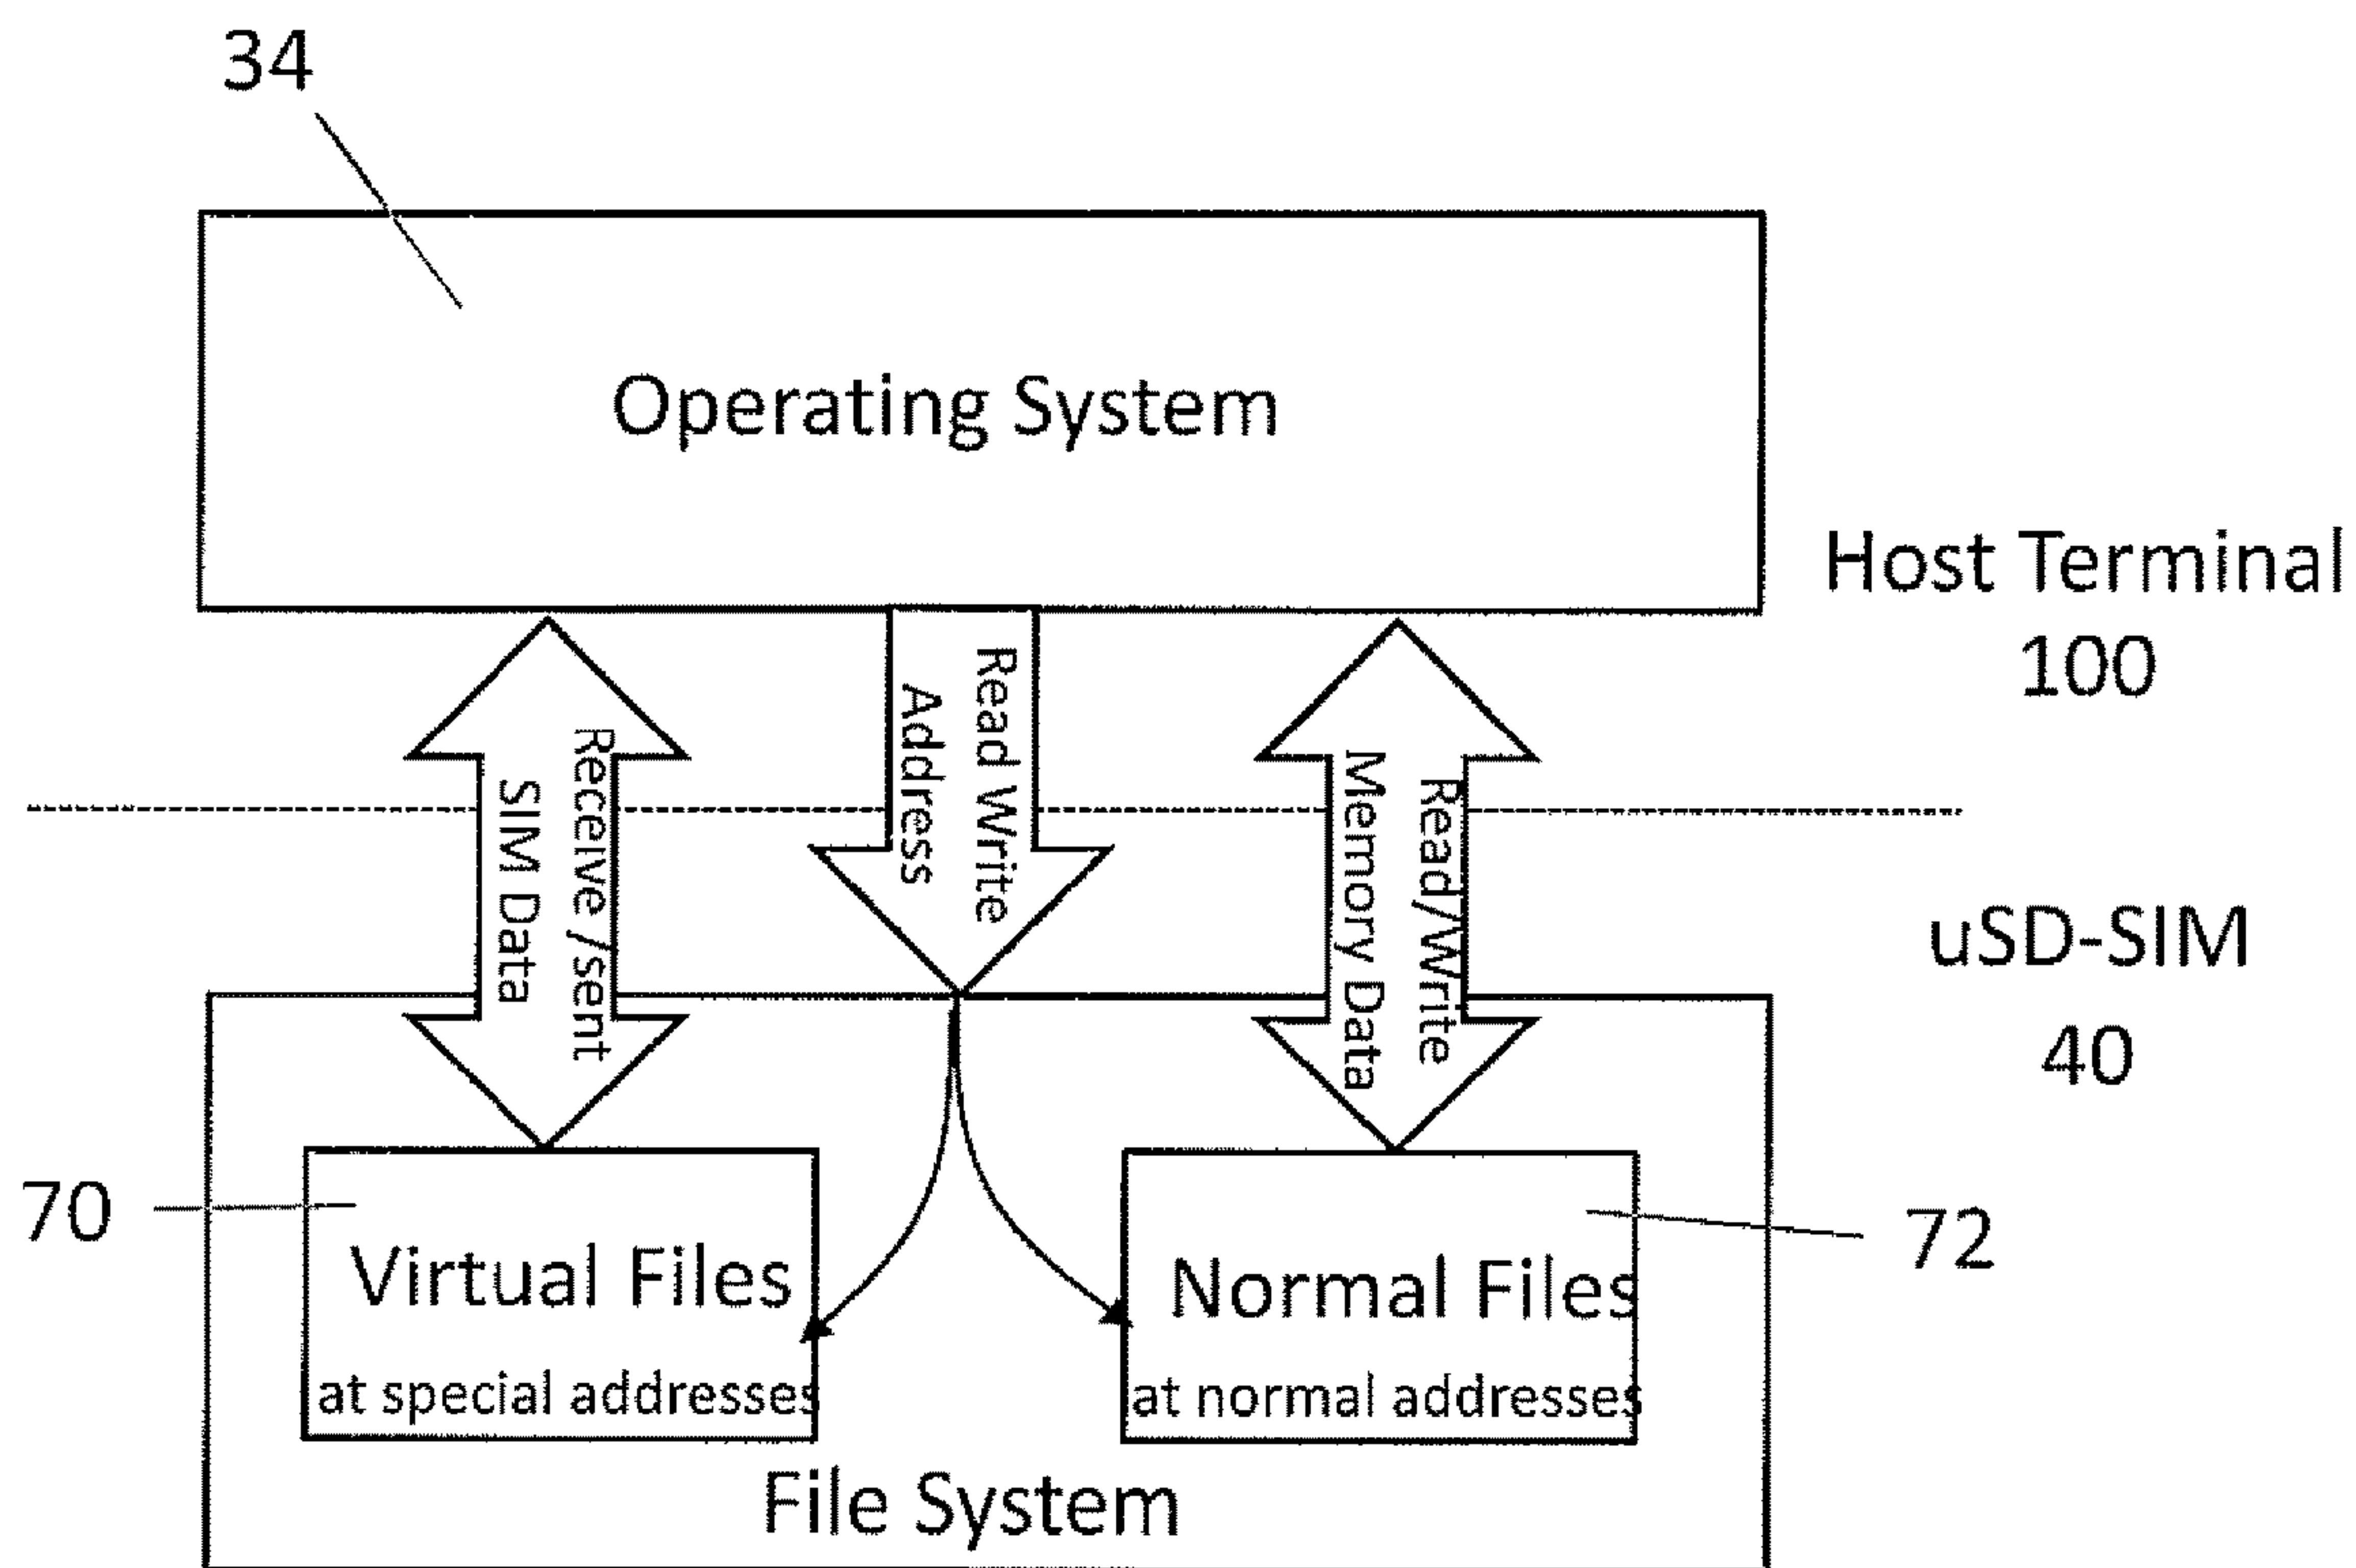 34
Operating System
Host Terminal
100
Receive/sent
SIM Data
Read Write
Address
Read/Write
Memory Data
uSD-SIM
40
70
Virtual Files
at special addresses
Normal Files
at normal addresses
72
File System